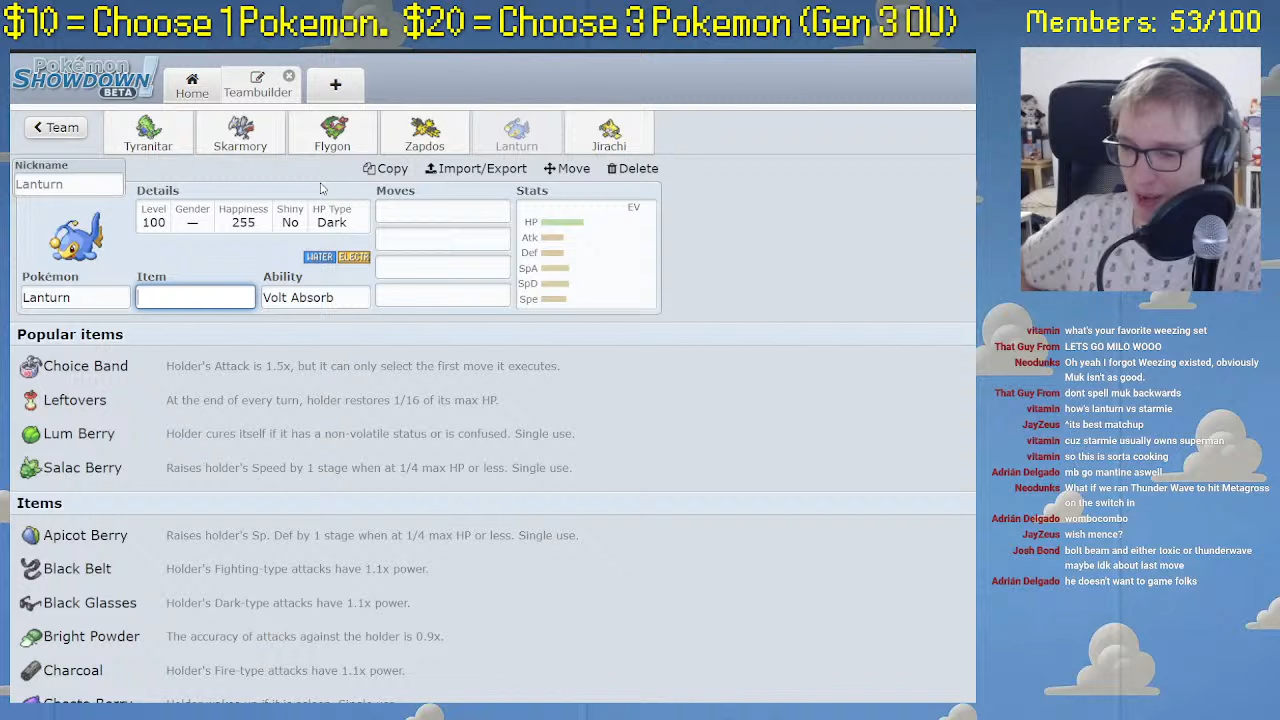 $10 = Choose 1 Pokemon. $20 = Choose 3 Pokemon (Gen 3 OU)
Members: 53/100
Pokémon
SHOWDOWN!
BETA
Home
Teambuilder
+
Team
Tyranitar
Skarmory
Flygon
Zapdos
Lanturn
Jirachi
Nickname
Lanturn
Copy
Import/Export
Move
Delete
Details
Moves
Stats
Level
Gender
Happiness
Shiny
HP Type
100
—
255
No
Dark
EV
HP
Atk
Def
SpA
SpD
Spe
WATER
ELECTR
Pokémon
Item
Ability
Lanturn
Volt Absorb
Popular items
Choice Band Holder's Attack is 1.5x, but it can only select the first move it executes.
Leftovers At the end of every turn, holder restores 1/16 of its max HP.
Lum Berry Holder cures itself if it has a non-volatile status or is confused. Single use.
Salac Berry Raises holder's Speed by 1 stage when at 1/4 max HP or less. Single use.
Items
Apicot Berry Raises holder's Sp. Def by 1 stage when at 1/4 max HP or less. Single use.
Black Belt Holder's Fighting-type attacks have 1.1x power.
Black Glasses Holder's Dark-type attacks have 1.1x power.
Bright Powder The accuracy of attacks against the holder is 0.9x.
Charcoal Holder's Fire-type attacks have 1.1x power.
vitamin what's your favorite weezing set
That Guy From LETS GO MILO WOOO
Neodunks Oh yeah I forgot Weezing existed, obviously
Muk isn't as good.
That Guy From dont spell muk backwards
vitamin how's lanturn vs starmie
JayZeus ^its best matchup
vitamin cuz starmie usually owns superman
vitamin so this is sorta cooking
Adrián Delgado mb go mantine aswell
Neodunks What if we ran Thunder Wave to hit Metagross
on the switch in
Adrián Delgado wombocombo
JayZeus wish mence?
Josh Bond bolt beam and either toxic or thunderwave
maybe idk about last move
Adrián Delgado he doesn't want to game folks